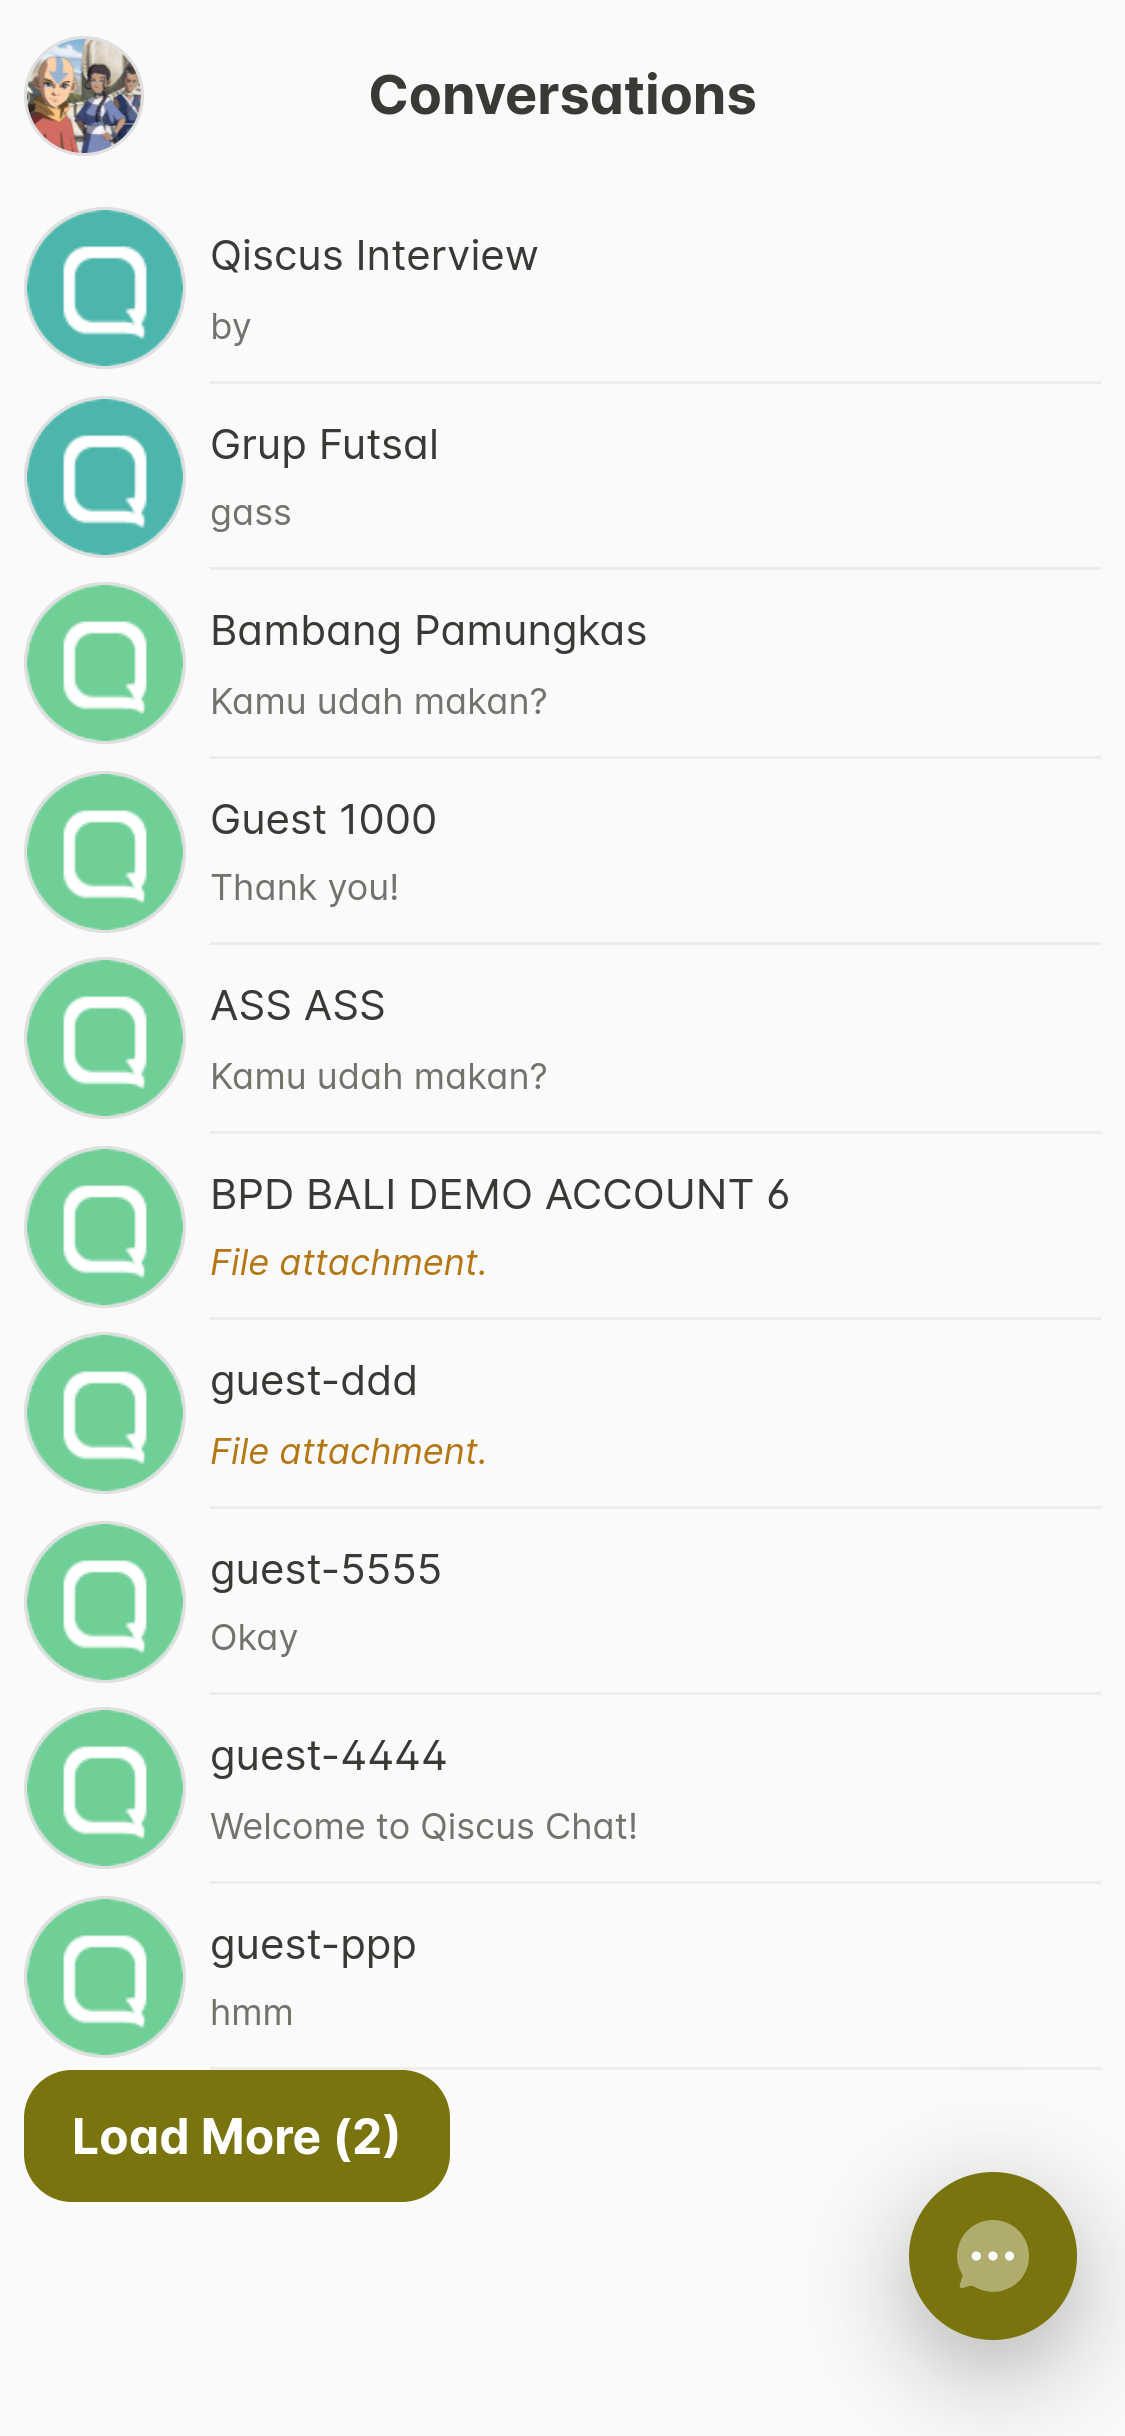 Conversations
Qiscus Interview
by
Grup Futsal
gass
Bambang Pamungkas
Kamu udah makan?
Guest 1000
Thank you!
ASS ASS
Kamu udah makan?
BPD BALI DEMO ACCOUNT 6
File attachment.
guest-ddd
File attachment.
guest-5555
Okay
guest-4444
Welcome to Qiscus Chat!
guest-ppp
hmm
Load More (2)